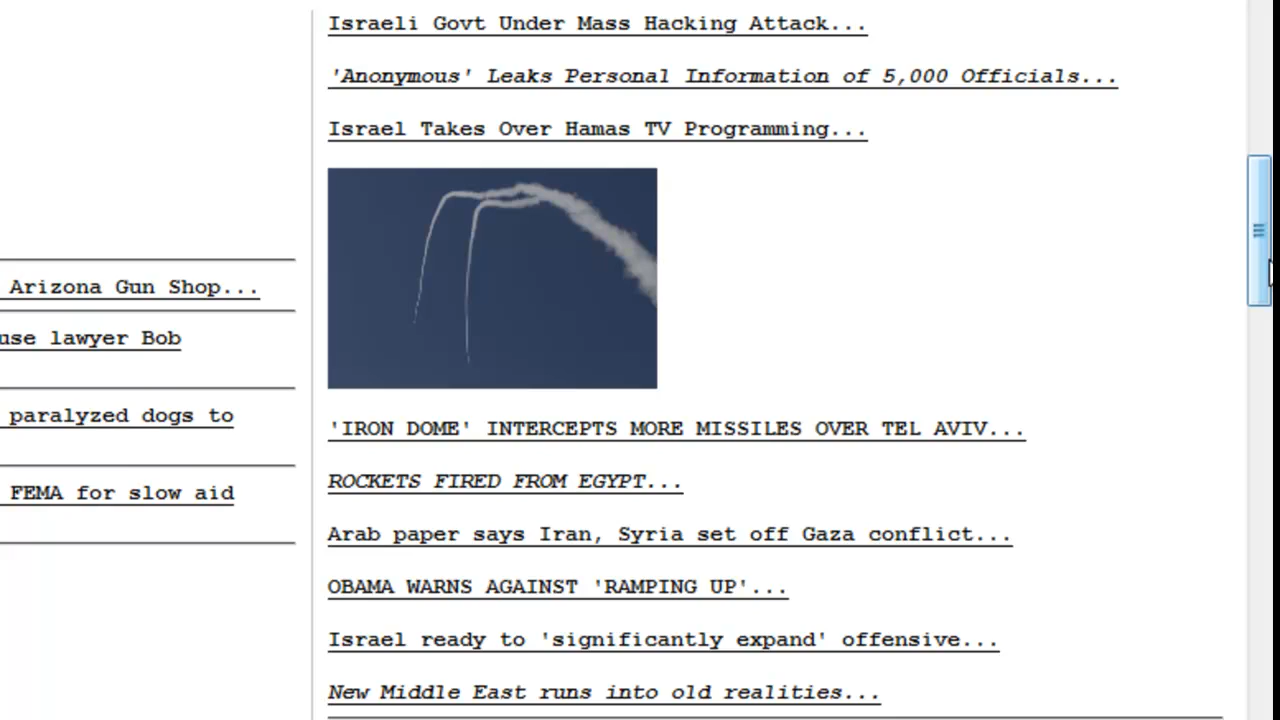 Israeli Govt Under Mass Hacking Attack...
'Anonymous' Leaks Personal Information of 5,000 Officials...
Israel Takes Over Hamas TV Programming...
'IRON DOME' INTERCEPTS MORE MISSILES OVER TEL AVIV...
ROCKETS FIRED FROM EGYPT...
Arab paper says Iran, Syria set off Gaza conflict...
OBAMA WARNS AGAINST 'RAMPING UP'...
Israel ready to 'significantly expand' offensive...
New Middle East runs into old realities...
Arizona Gun Shop...
use lawyer Bob
paralyzed dogs to
FEMA for slow aid